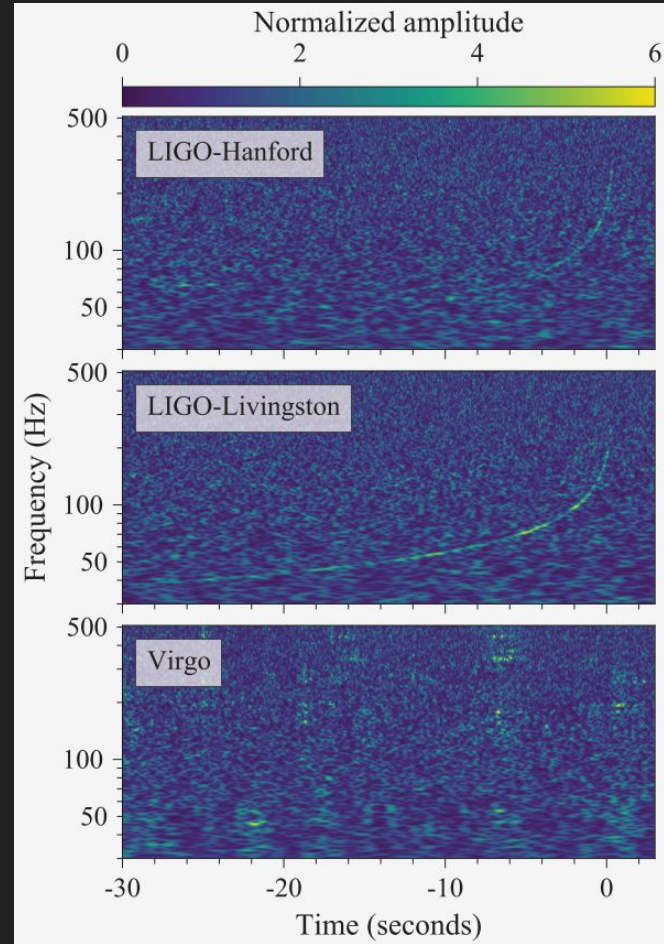 Normalized amplitude
0 2 4 6
500
LIGO-Hanford
100
50
500
LIGO-Livingston
100
50
Frequency (Hz)
500
Virgo
100
50
-30 -20 -10 0
Time (seconds)